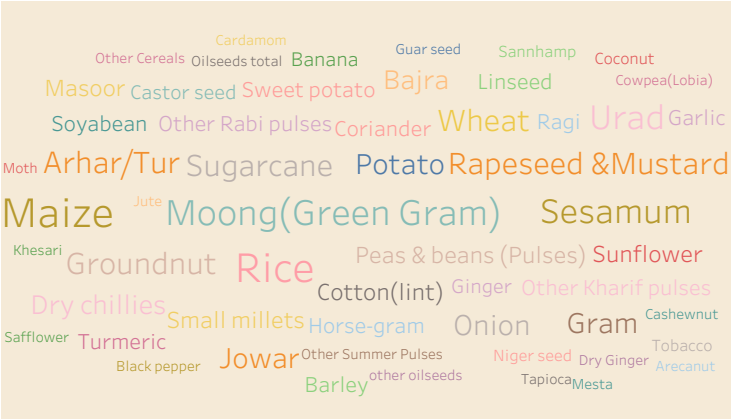 Cardamom
Other Cereals
Oilseeds total
Banana
Guar seed
Sannhamp
Coconut
Masoor
Castor seed
Sweet potato
Bajra
Linseed
Cowpea(Lobia)
Soyabean
Other Rabi pulses
Coriander
Wheat
Ragi
Urad
Garlic
Moth
Arhar/Tur
Sugarcane
Potato
Rapeseed &Mustard
Maize
Jute
Moong(Green Gram)
Sesamum
Khesari
Groundnut
Rice
Peas & beans (Pulses)
Sunflower
Cotton(lint)
Ginger
Other Kharif pulses
Dry chillies
Small millets
Horse-gram
Onion
Gram
Cashewnut
Safflower
Turmeric
Black pepper
Jowar
Other Summer Pulses
Niger seed
Dry Ginger
Tobacco
Arecanut
Barley
other oilseeds
Tapioca
Mesta